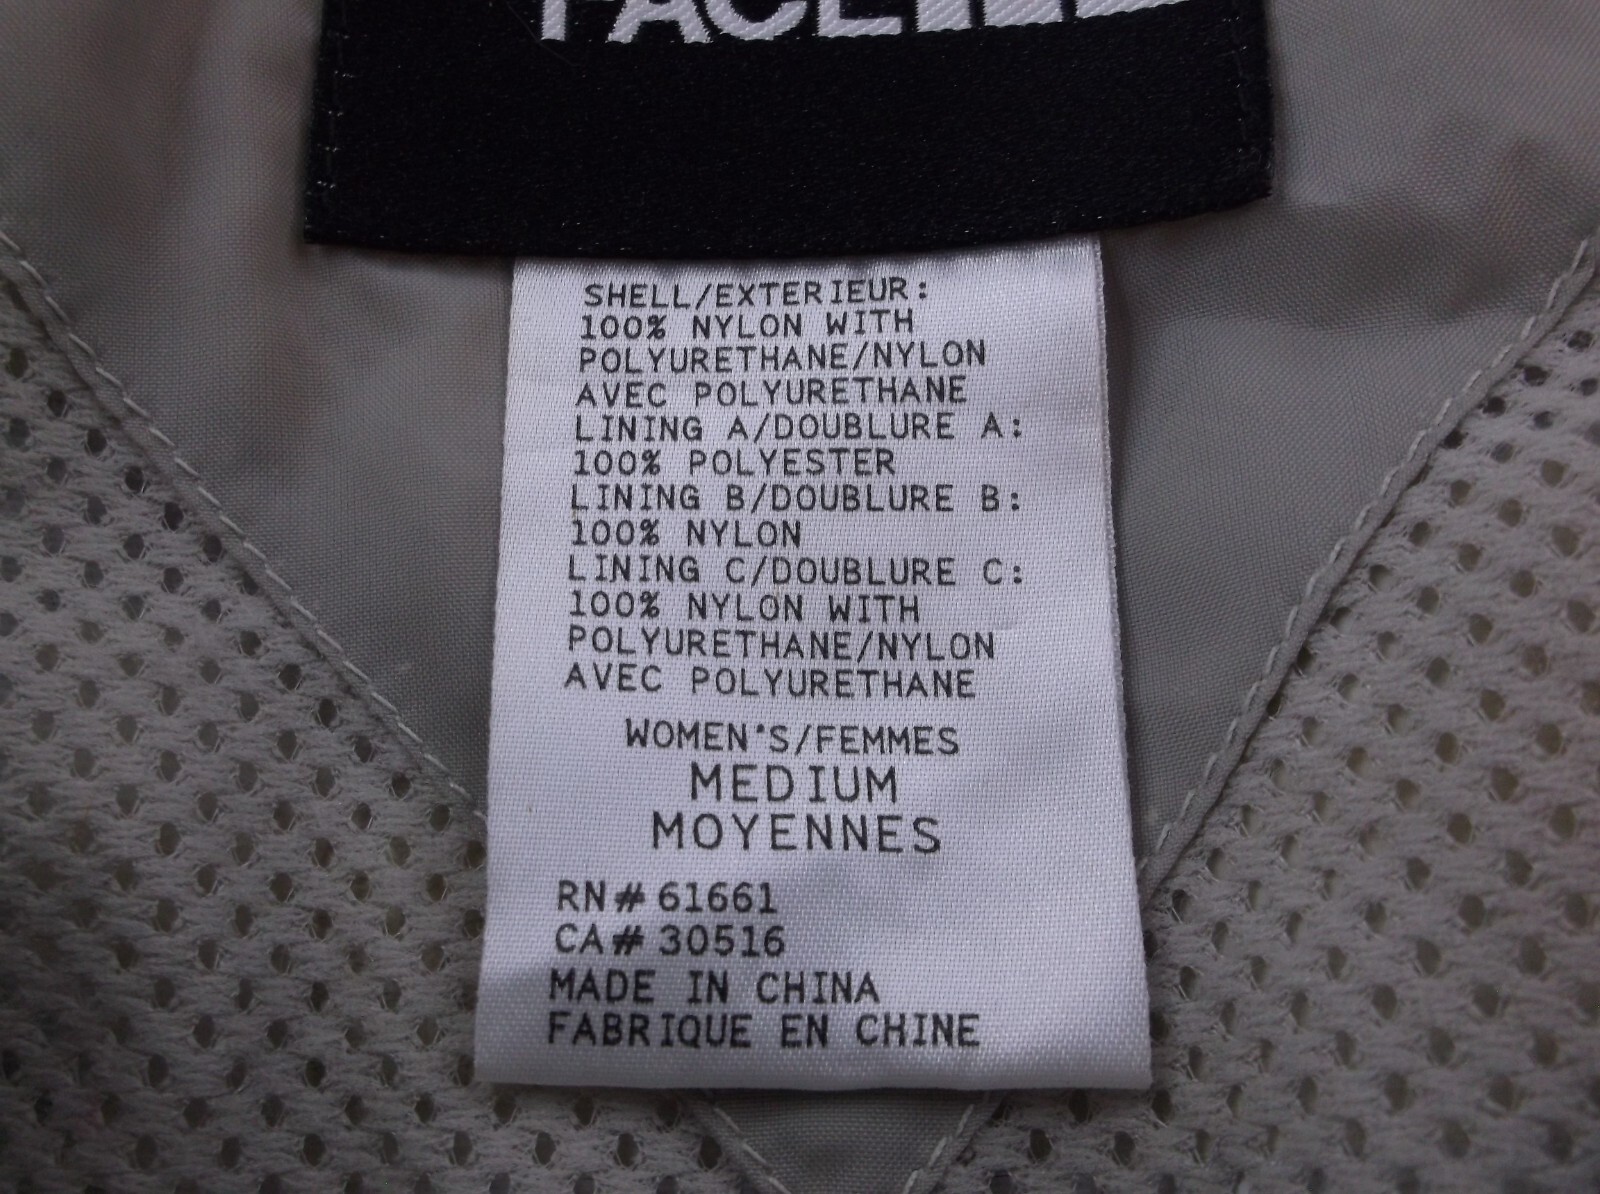 FACE
SHELL/EXTERIEUR:
100% NYLON WITH
POLYURETHANE/NYLON
AVEC POLYURETHANE
LINING A/DOUBLURE A:
100% POLYESTER
LINING B/DOUBLURE B:
100% NYLON
LINING C/DOUBLURE C:
100% NYLON WITH
POLYURETHANE/NYLON
AVEC POLYURETHANE
WOMEN'S/FEMMES
MEDIUM
MOYENNES
RN# 61661
CA# 30516
MADE IN CHINA
FABRIQUE EN CHINE